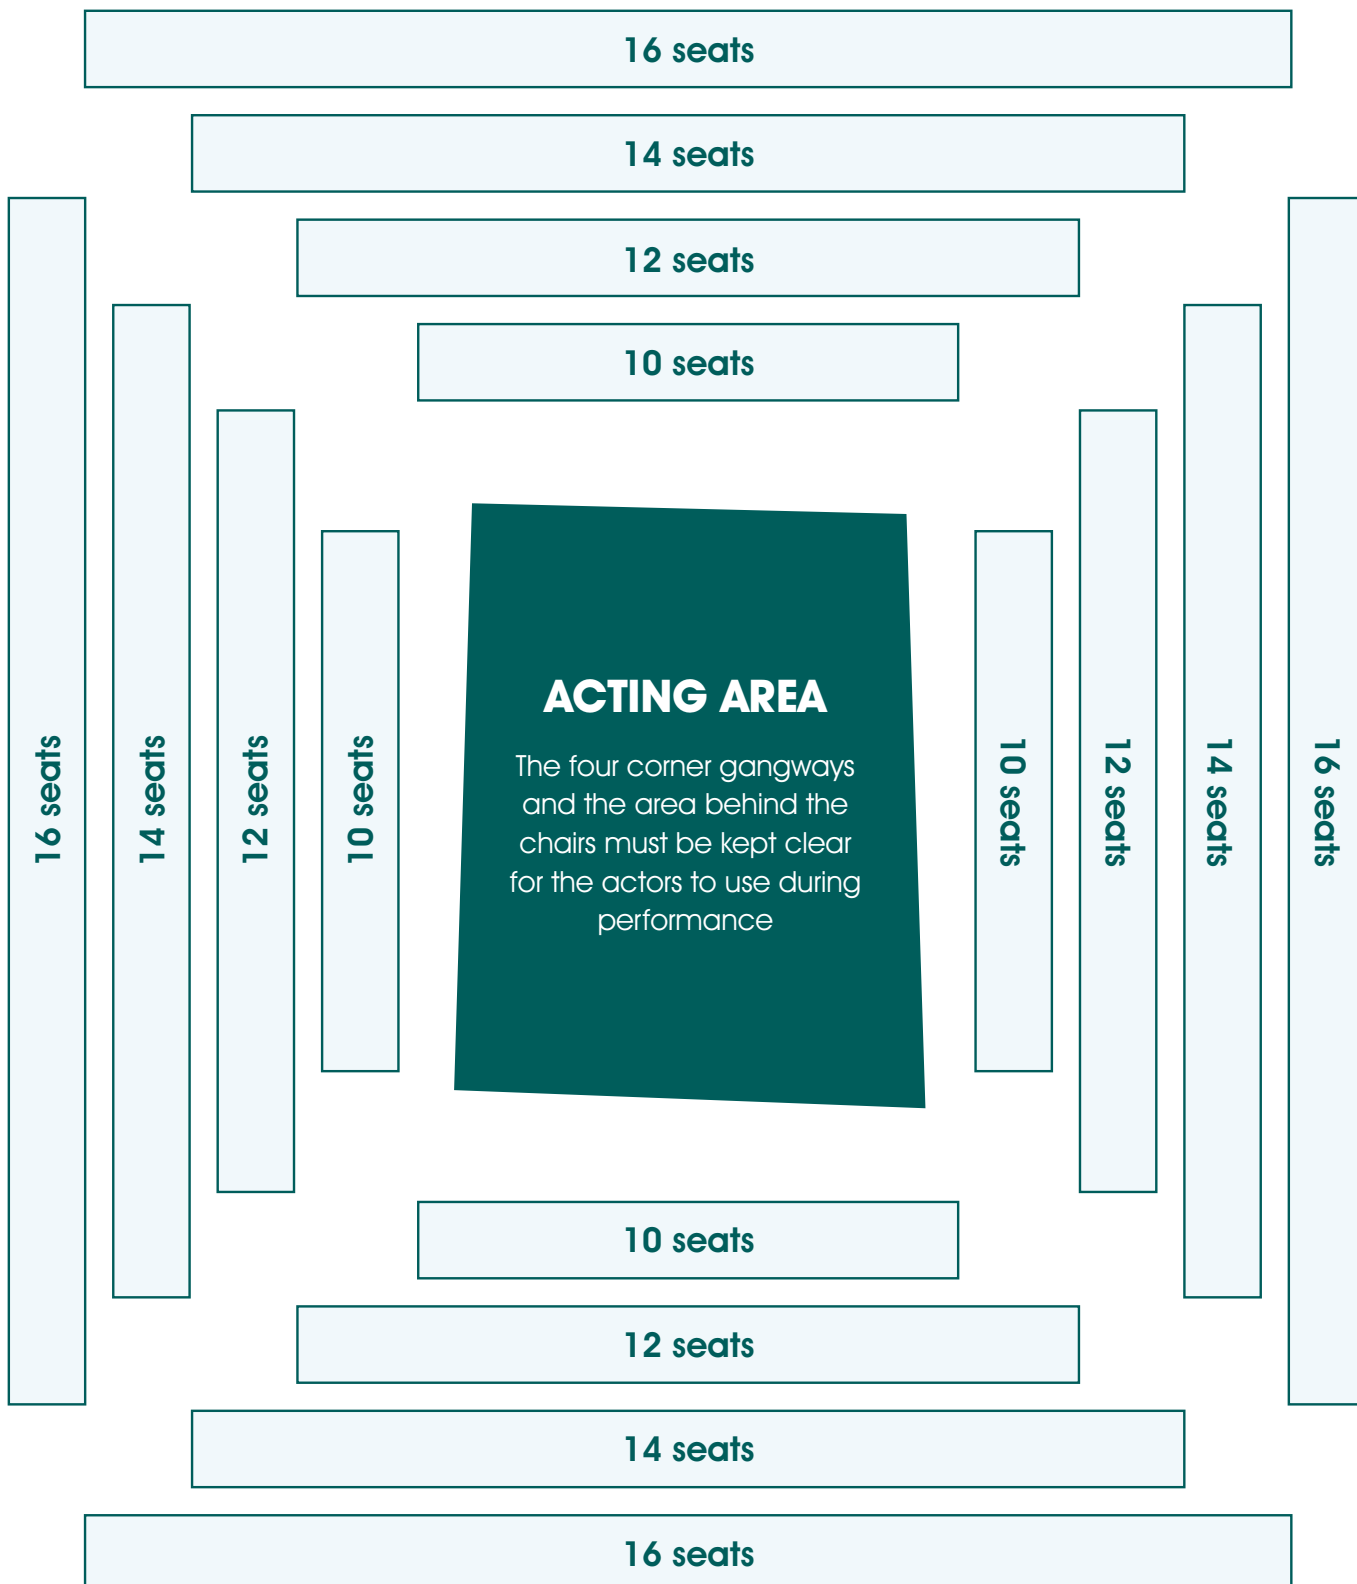 16 seats
14 seats
12 seats
10 seats
16 seats
14 seats
12 seats
10 seats
ACTING AREA
The four corner gangways
and the area behind the
chairs must be kept clear
for the actors to use during
performance
10 seats
12 seats
14 seats
16 seats
10 seats
12 seats
14 seats
16 seats